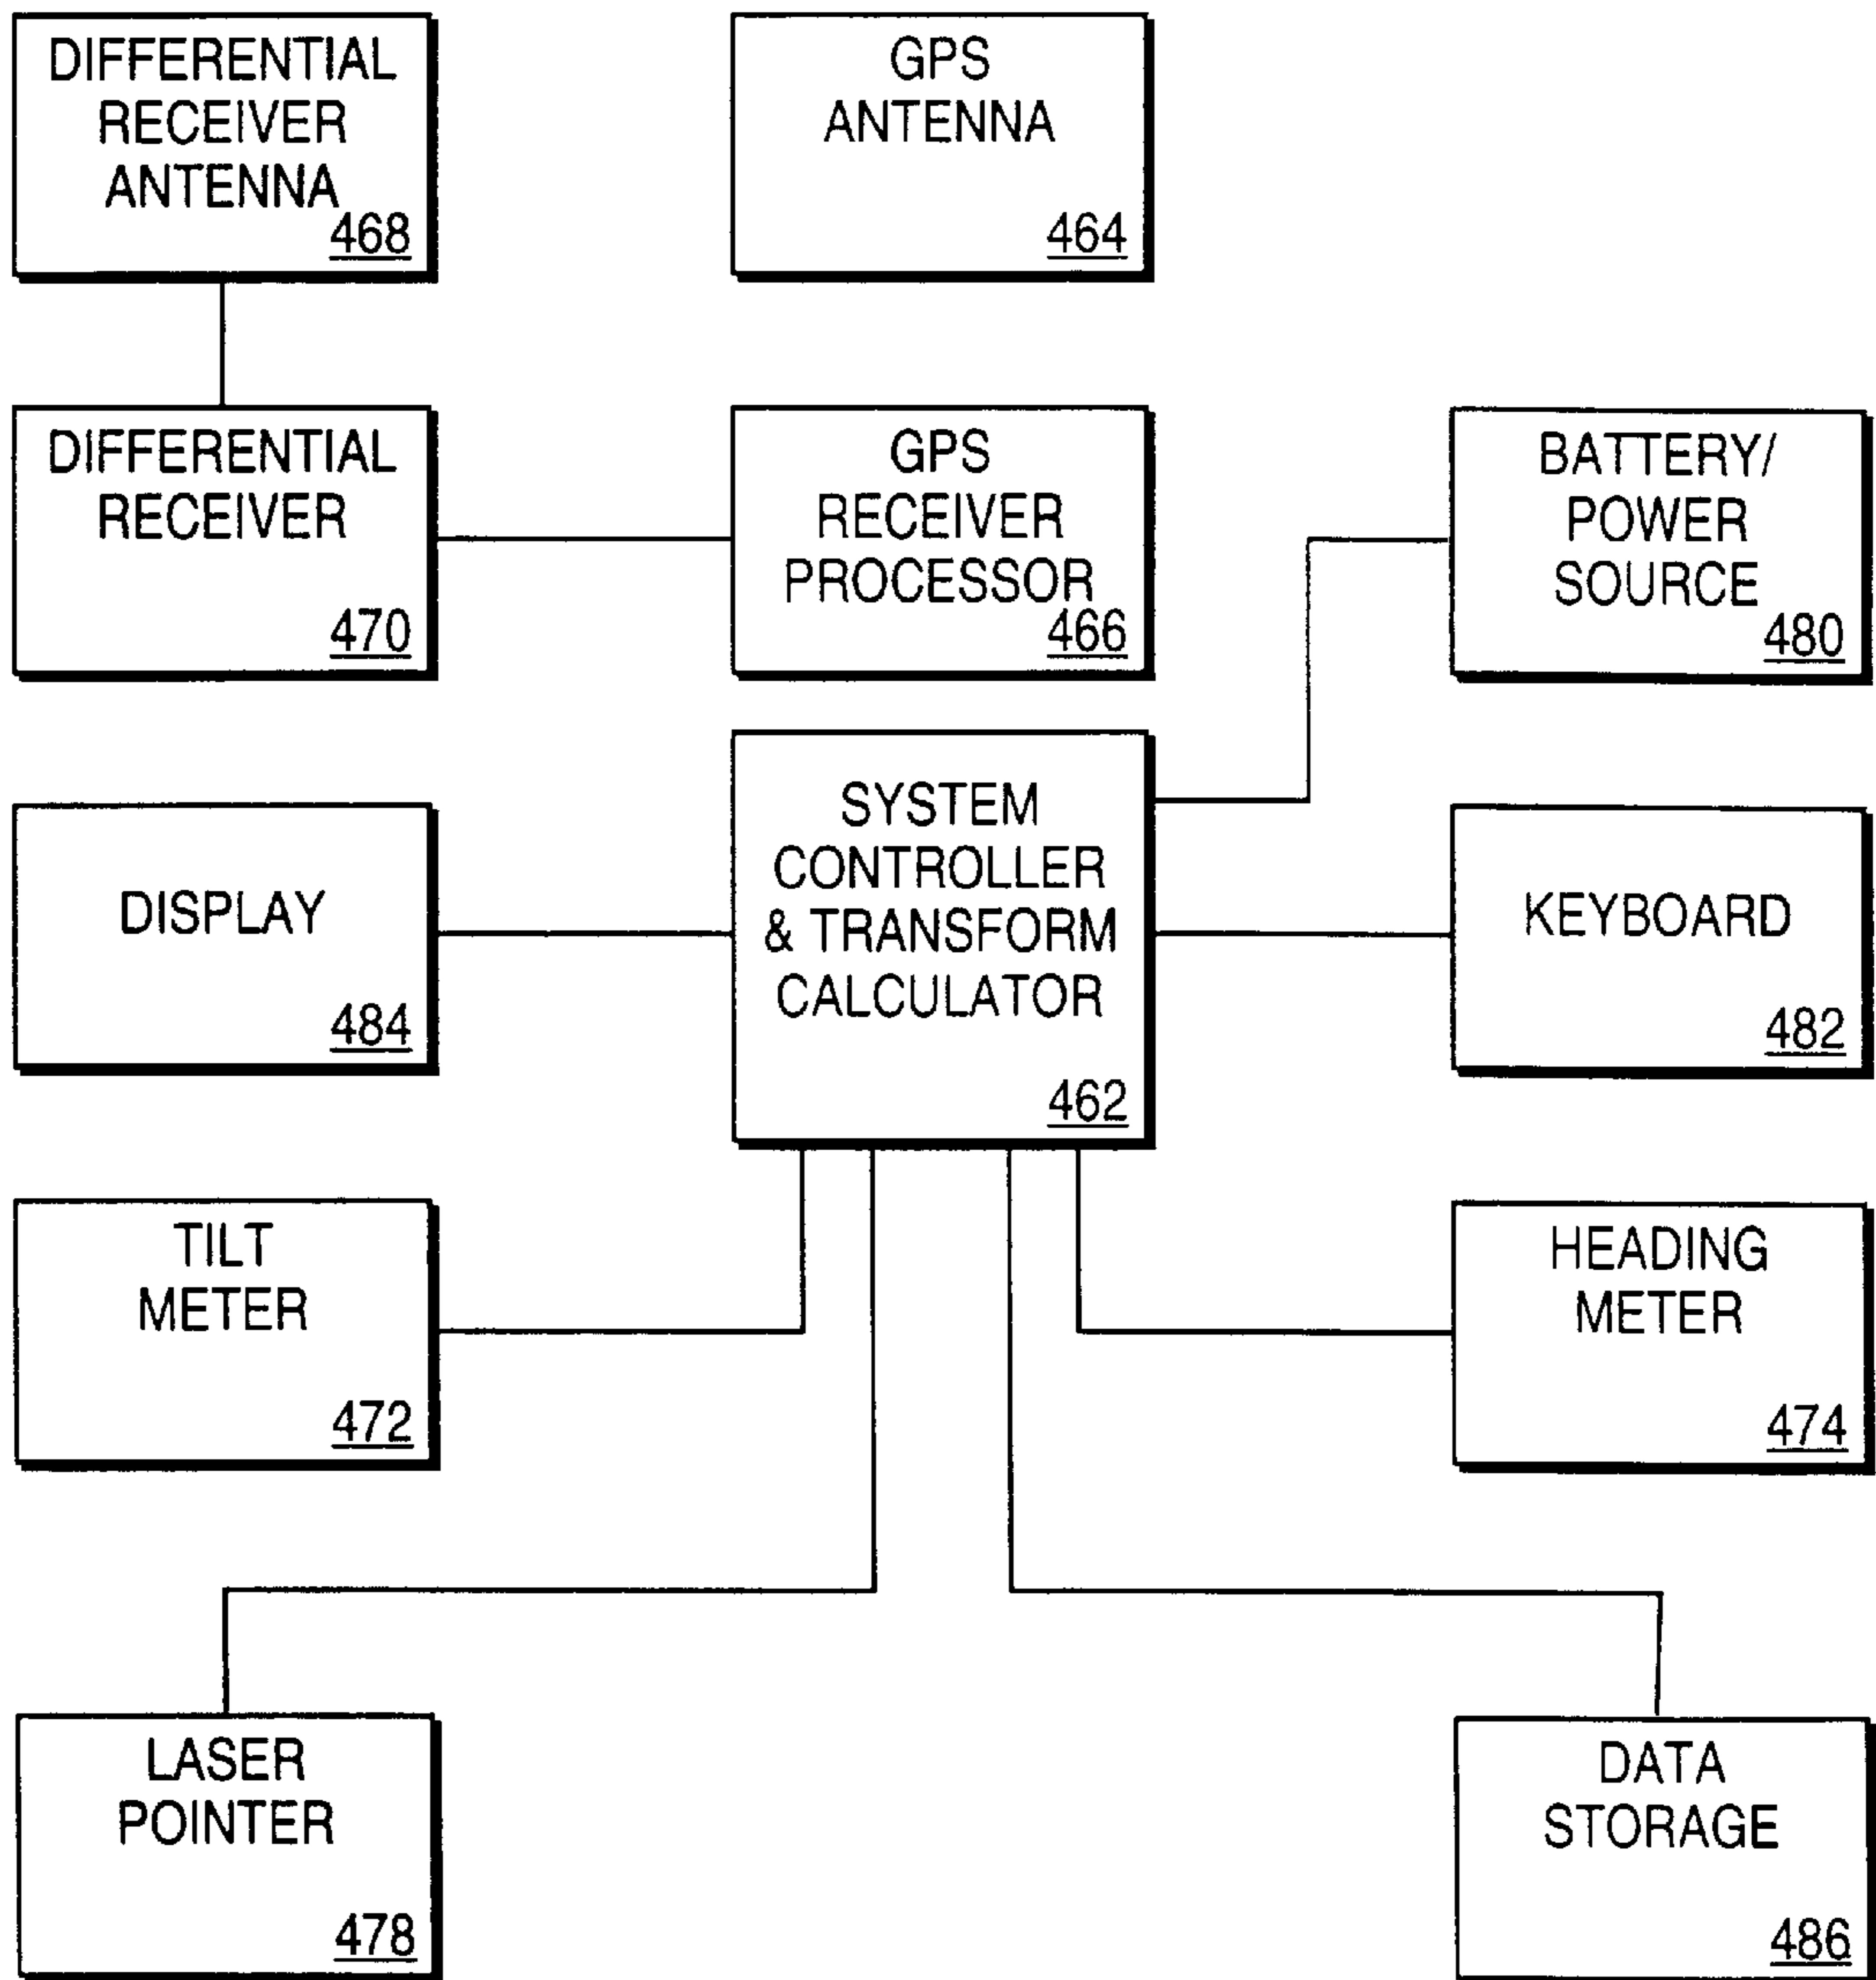 DIFFERENTIAL
RECEIVER
ANTENNA
468
GPS
ANTENNA
464
DIFFERENTIAL
RECEIVER
470
GPS
RECEIVER
PROCESSOR
466
BATTERY/
POWER
SOURCE
480
DISPLAY
484
SYSTEM
CONTROLLER
& TRANSFORM
CALCULATOR
462
KEYBOARD
482
TILT
METER
472
HEADING
METER
474
LASER
POINTER
478
DATA
STORAGE
486